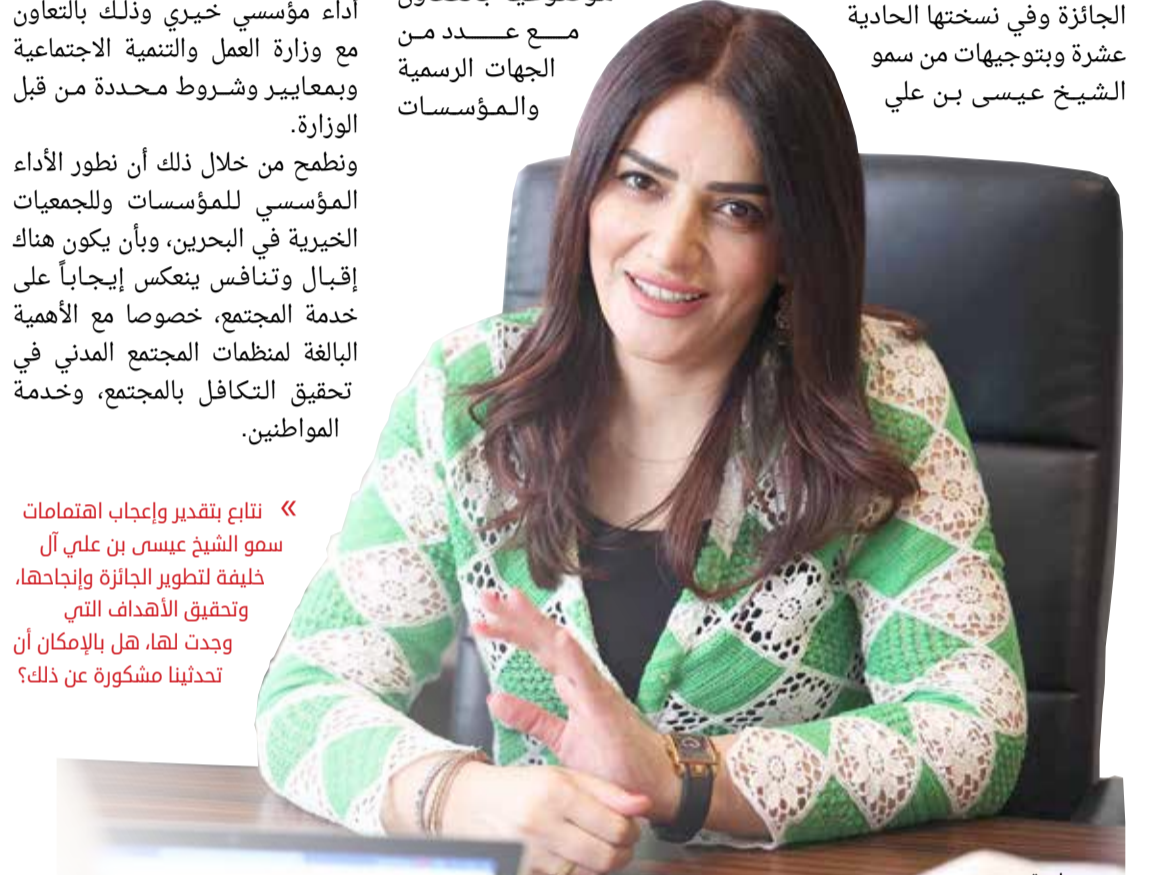 الجائزة وفي نسختها الحادية
عشرة وبتوجيهات من سمو
الشيخ عيسى بن علي
مع عدد من
الجهات الرسمية
والمؤسسات
أداء مؤسسي خيري وذلك بالتعاون
مع وزارة العمل والتنمية الاجتماعية
وبمعايير وشروط محددة من قبل
الوزارة.
ونطمح من خلال ذلك أن نطور الأداء
المؤسسي للمؤسسات وللجمعيات
الخيرية في البحرين، وبأن يكون هناك
إقبال وتنافس ينعكس إيجاباً على
خدمة المجتمع، خصوصا مع الأهمية
البالغة لمنظمات المجتمع المدني في
تحقيق التكافل بالمجتمع، وخدمة
المواطنين.
» نتابع بتقدير وإعجاب اهتمامات
سمو الشيخ عيسى بن علي آل
خليفة لتطوير الجائزة وإنجاحها،
وتحقيق الأهداف التي
وجدت لها، هل بالإمكان أن
تحدثينا مشكورة عن ذلك؟